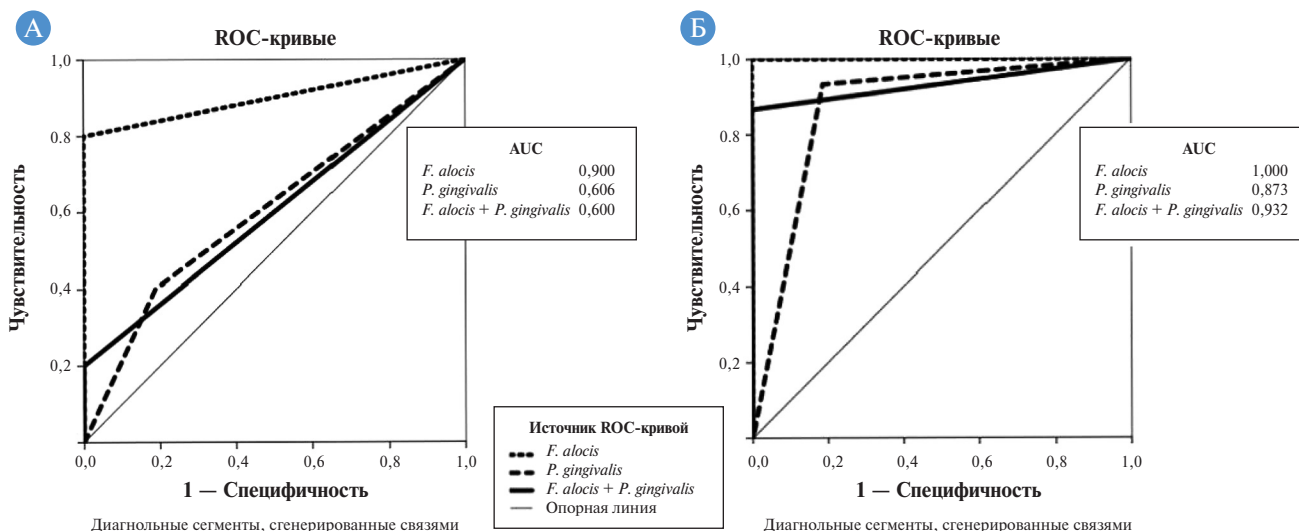 А
ROC-кривые
1,0
0,8
0,6
0,4
0,2
0,0 0,2 0,4 0,6 0,8 1,0
Чувствительность
1 — Специфичность
AUC
F. alocis 0,900
P. gingivalis 0,606
F. alocis + P. gingivalis 0,600
Диагнольные сегменты, сгенерированные связями
Источник ROC-кривой
F. alocis
P. gingivalis
F. alocis + P. gingivalis
Опорная линия
Б
ROC-кривые
1,0
0,8
0,6
0,4
0,2
0,0 0,2 0,4 0,6 0,8 1,0
Чувствительность
1 — Специфичность
AUC
F. alocis 1,000
P. gingivalis 0,873
F. alocis + P. gingivalis 0,932
Диагнольные сегменты, сгенерированные связями